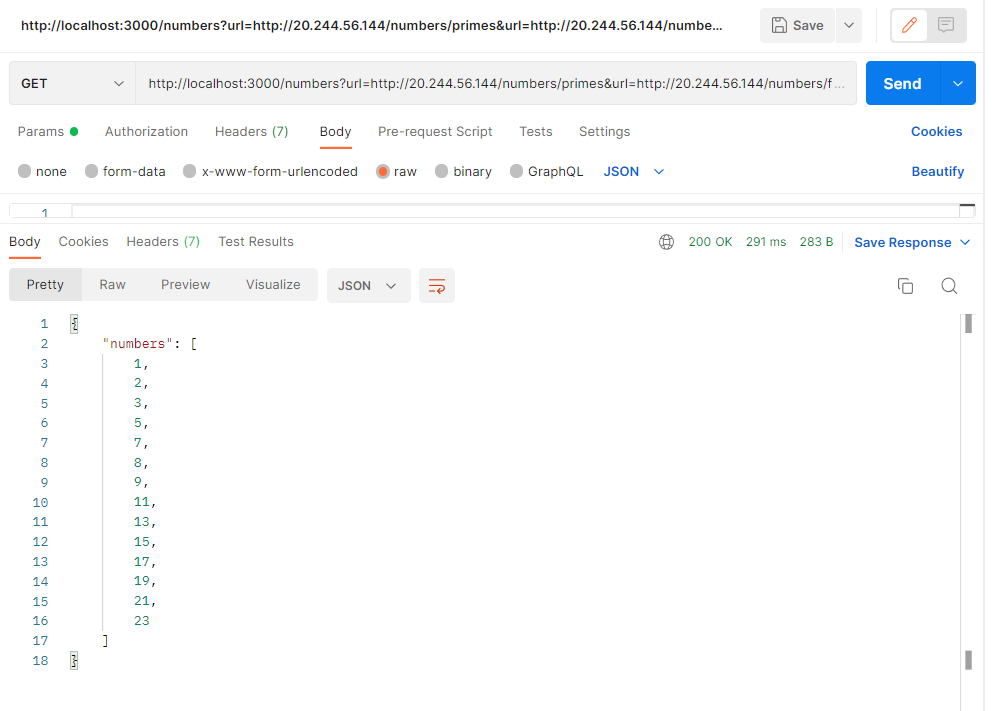 http://localhost:3000/numbers?url=http://20.244.56.144/numbers/primes&url=http://20.244.56.144/numbe... Save
GET http://localhost:3000/numbers?url=http://20.244.56.144/numbers/primes&url=http://20.244.56.144/numbers/f... Send
Params Authorization Headers (7) Body Pre-request Script Tests Settings Cookies
none form-data x-www-form-urlencoded raw binary GraphQL JSON Beautify
1
Body Cookies Headers (7) Test Results 200 OK 291 ms 283 B Save Response
Pretty Raw Preview Visualize JSON
1 {
2 "numbers": [
3 1,
4 2,
5 3,
6 5,
7 7,
8 8,
9 9,
10 11,
11 13,
12 15,
13 17,
14 19,
15 21,
16 23
17 ]
18 }